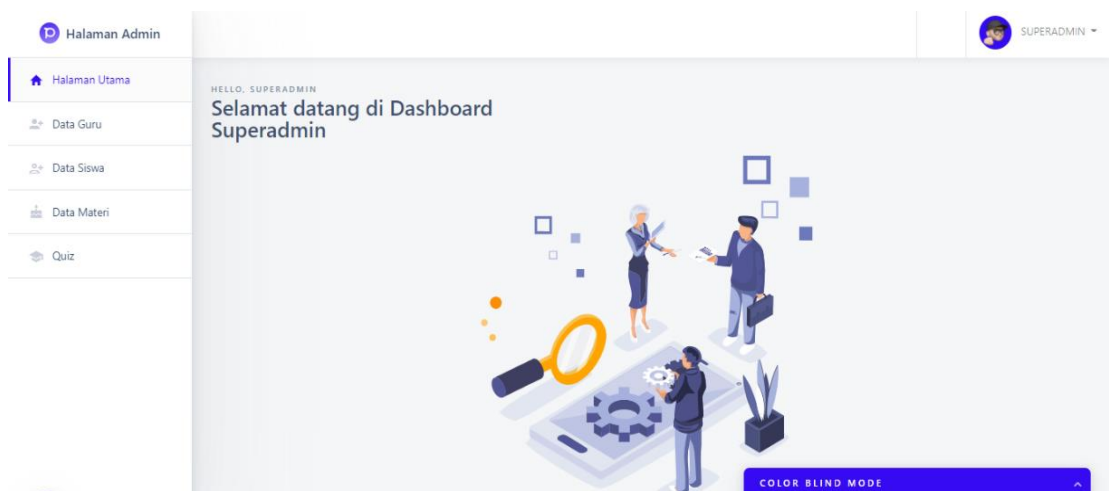 Halaman Admin
SUPERADMIN
Halaman Utama
Data Guru
Data Siswa
Data Materi
Quiz
HELLO, SUPERADMIN
Selamat datang di Dashboard
Superadmin
COLOR BLIND MODE